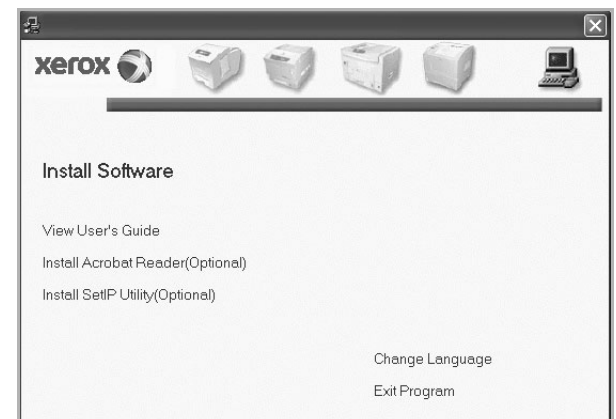 xerox
Install Software
View User's Guide
Install Acrobat Reader(Optional)
Install SetIP Utility(Optional)
Change Language
Exit Program